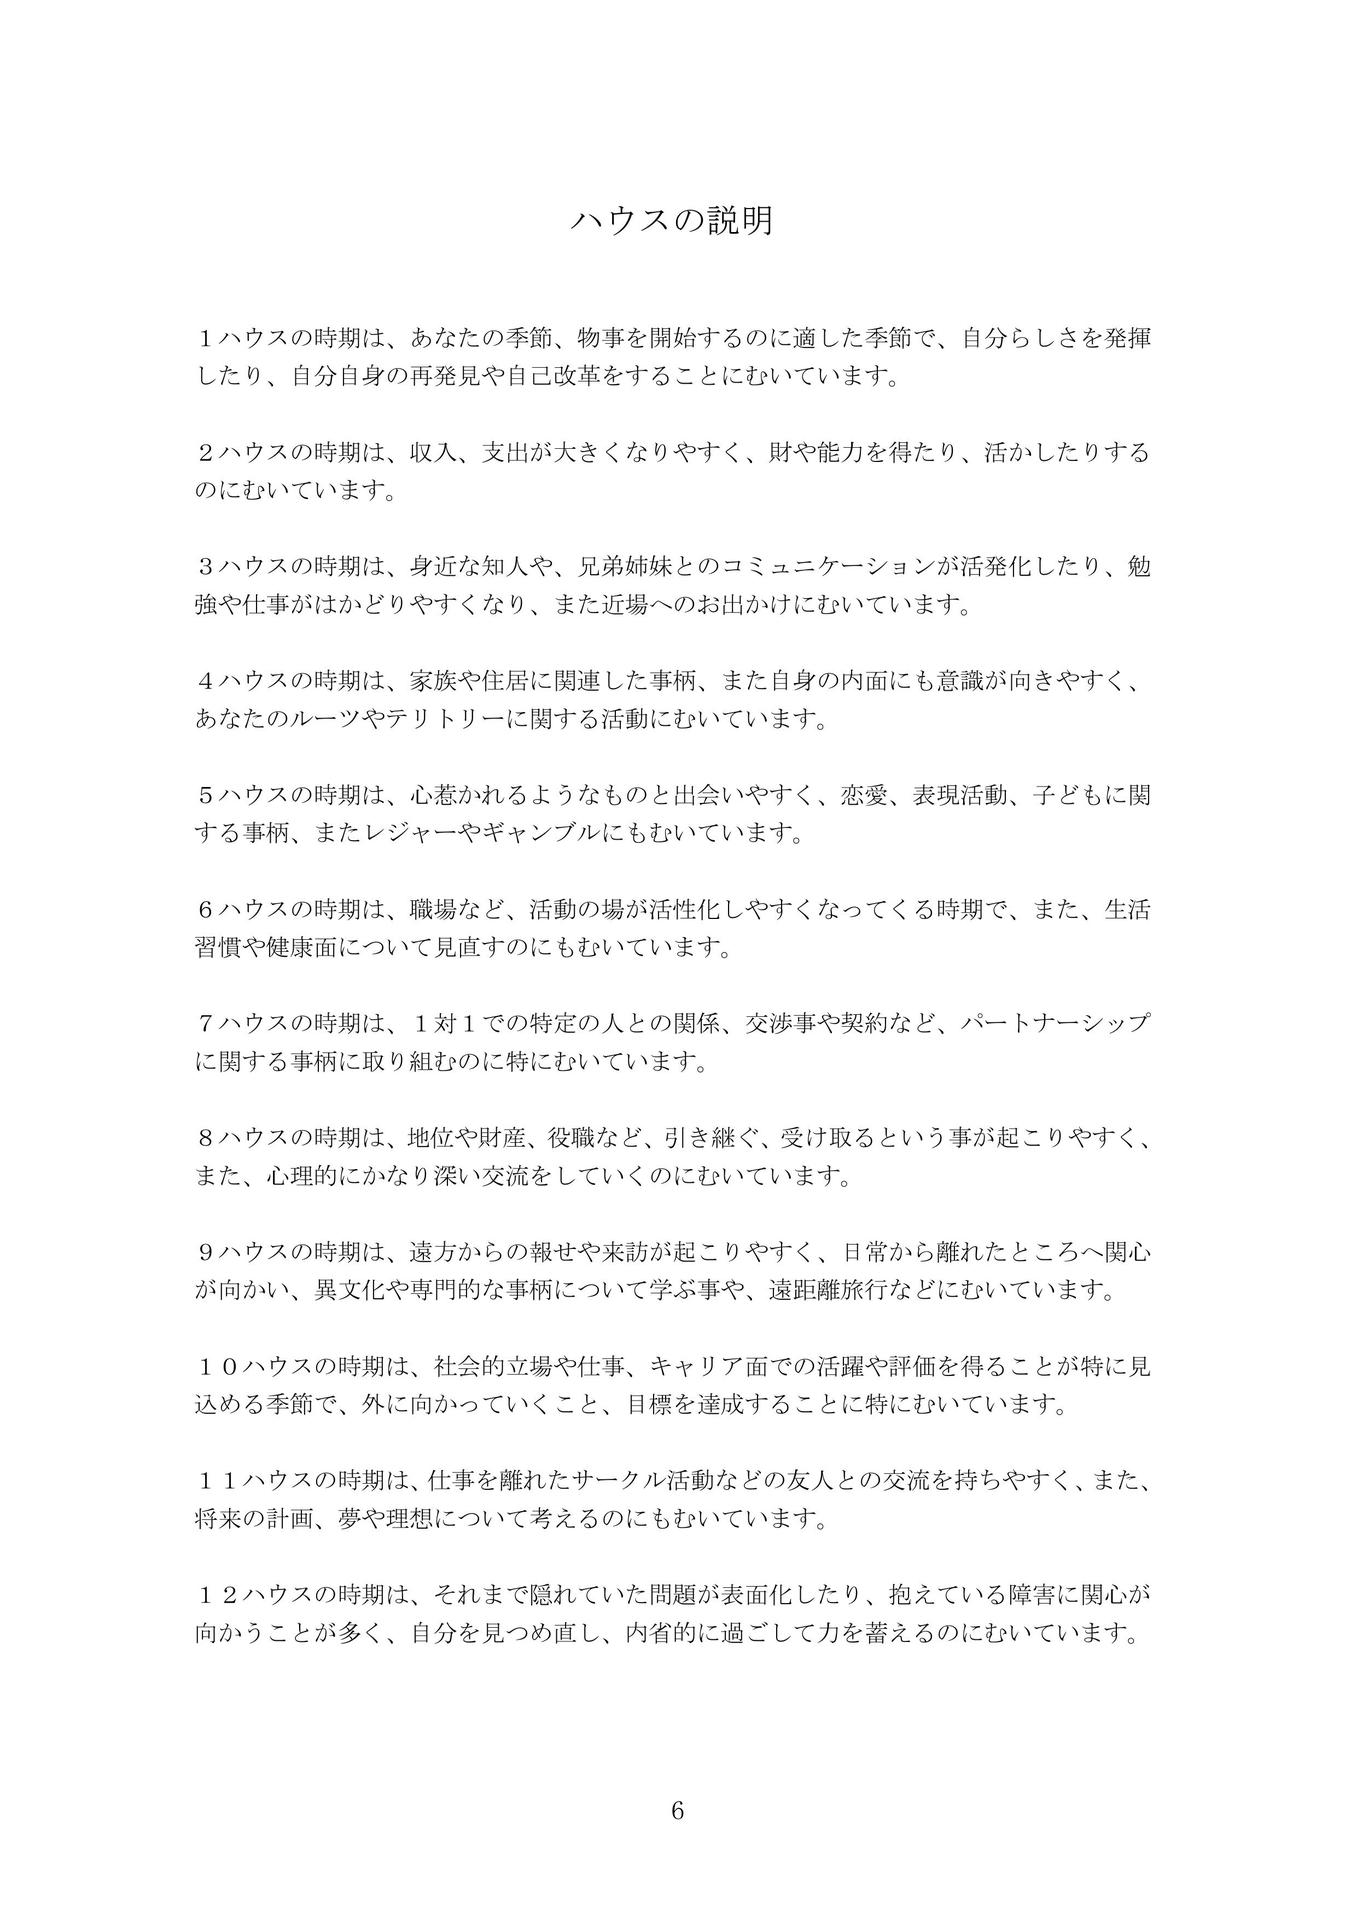 ハウスの説明
１ハウスの時期は、あなたの季節、物事を開始するのに適した季節で、自分らしさを発揮
したり、自分自身の再発見や自己改革をすることにむいています。
２ハウスの時期は、収入、支出が大きくなりやすく、財や能力を得たり、活かしたりする
のにむいています。
３ハウスの時期は、身近な知人や、兄弟姉妹とのコミュニケーションが活発化したり、勉
強や仕事がはかどりやすくなり、また近場へのお出かけにむいています。
４ハウスの時期は、家族や住居に関連した事柄、また自身の内面にも意識が向きやすく、
あなたのルーツやテリトリーに関する活動にむいています。
５ハウスの時期は、心惹かれるようなものと出会いやすく、恋愛、表現活動、子どもに関
する事柄、またレジャーやギャンブルにもむいています。
６ハウスの時期は、職場など、活動の場が活性化しやすくなってくる時期で、また、生活
習慣や健康面について見直すのにもむいています。
７ハウスの時期は、１対１での特定の人との関係、交渉事や契約など、パートナーシップ
に関する事柄に取り組むのに特にむいています。
８ハウスの時期は、地位や財産、役職など、引き継ぐ、受け取るという事が起こりやすく、
また、心理的にかなり深い交流をしていくのにむいています。
９ハウスの時期は、遠方からの報せや来訪が起こりやすく、日常から離れたところへ関心
が向かい、異文化や専門的な事柄について学ぶ事や、遠距離旅行などにむいています。
１０ハウスの時期は、社会的立場や仕事、キャリア面での活躍や評価を得ることが特に見
込める季節で、外に向かっていくこと、目標を達成することに特にむいています。
１１ハウスの時期は、仕事を離れたサークル活動などの友人との交流を持ちやすく、また、
将来の計画、夢や理想について考えるのにもむいています。
１２ハウスの時期は、それまで隠れていた問題が表面化したり、抱えている障害に関心が
向かうことが多く、自分を見つめ直し、内省的に過ごして力を蓄えるのにむいています。
6